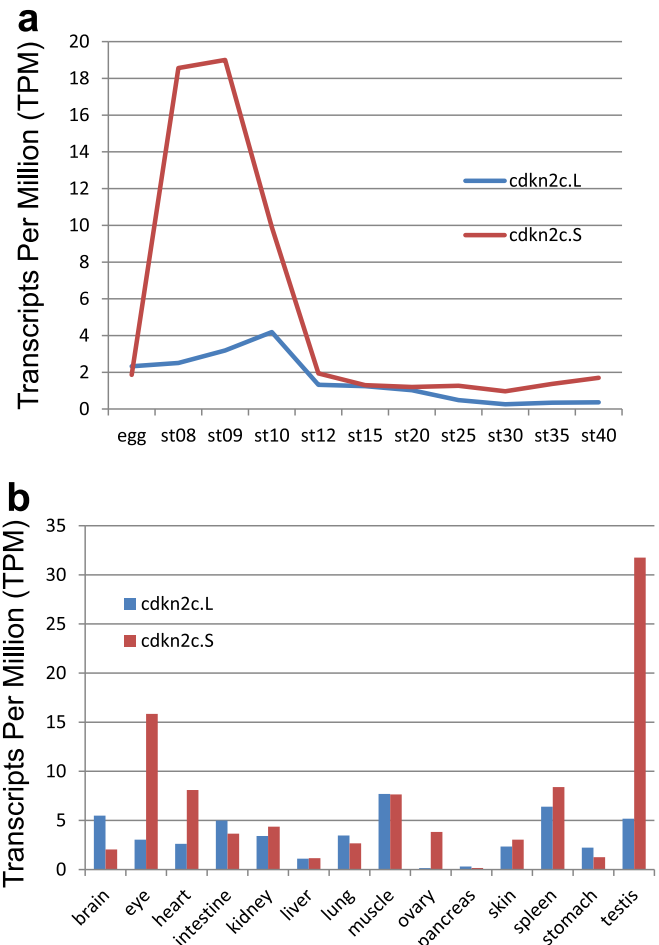 a
Transcripts Per Million (TPM)
20
18
16
14
12
10
8
6
4
2
0
cdkn2c.L
cdkn2c.S
egg st08 st09 st10 st12 st15 st20 st25 st30 st35 st40
b
Transcripts Per Million (TPM)
35
30
25
20
15
10
5
0
cdkn2c.L
cdkn2c.S
brain eye heart intestine kidney liver lung muscle ovary pancreas skin spleen stomach testis